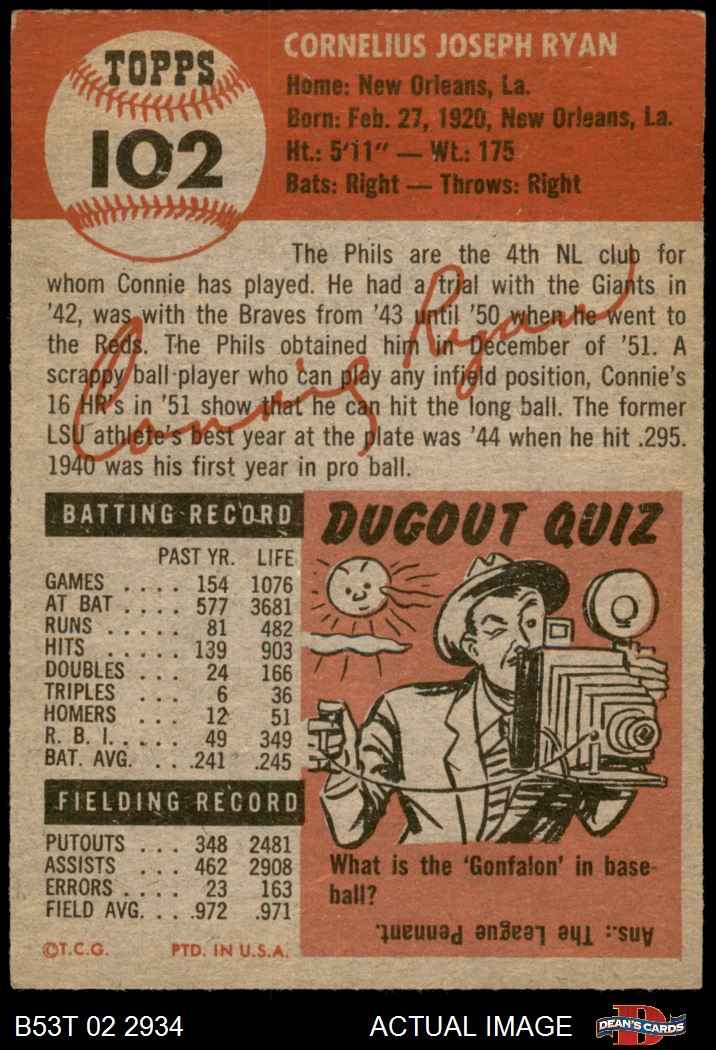 TOPPS
102
CORNELIUS JOSEPH RYAN
Home: New Orleans, La.
Born: Feb. 27, 1920, New Orleans, La.
Ht.: 5'11" — Wt.: 175
Bats: Right — Throws: Right
The Phils are the 4th NL club for
whom Connie has played. He had a trial with the Giants in
'42, was with the Braves from '43 until '50 when he went to
the Reds. The Phils obtained him in December of '51. A
scrappy ball player who can play any infield position, Connie's
16 HR's in '51 show that he can hit the long ball. The former
LSU athlete's best year at the plate was '44 when he hit .295.
1940 was his first year in pro ball.
Connie Ryan
BATTING RECORD
PAST YR. LIFE
GAMES .... 154 1076
AT BAT .... 577 3681
RUNS ..... 81 482
HITS ..... 139 903
DOUBLES ... 24 166
TRIPLES ... 6 36
HOMERS ... 12 51
R. B. I. .... 49 349
BAT. AVG. ... .241 .245
FIELDING RECORD
PUTOUTS ... 348 2481
ASSISTS .... 462 2908
ERRORS .... 23 163
FIELD AVG. ... .972 .971
©T.C.G. PTD. IN U.S.A.
DUGOUT QUIZ
What is the 'Gonfalon' in base-
ball?
Ans.: The League Pennant.
B53T 02 2934 ACTUAL IMAGE DEAN'S CARDS